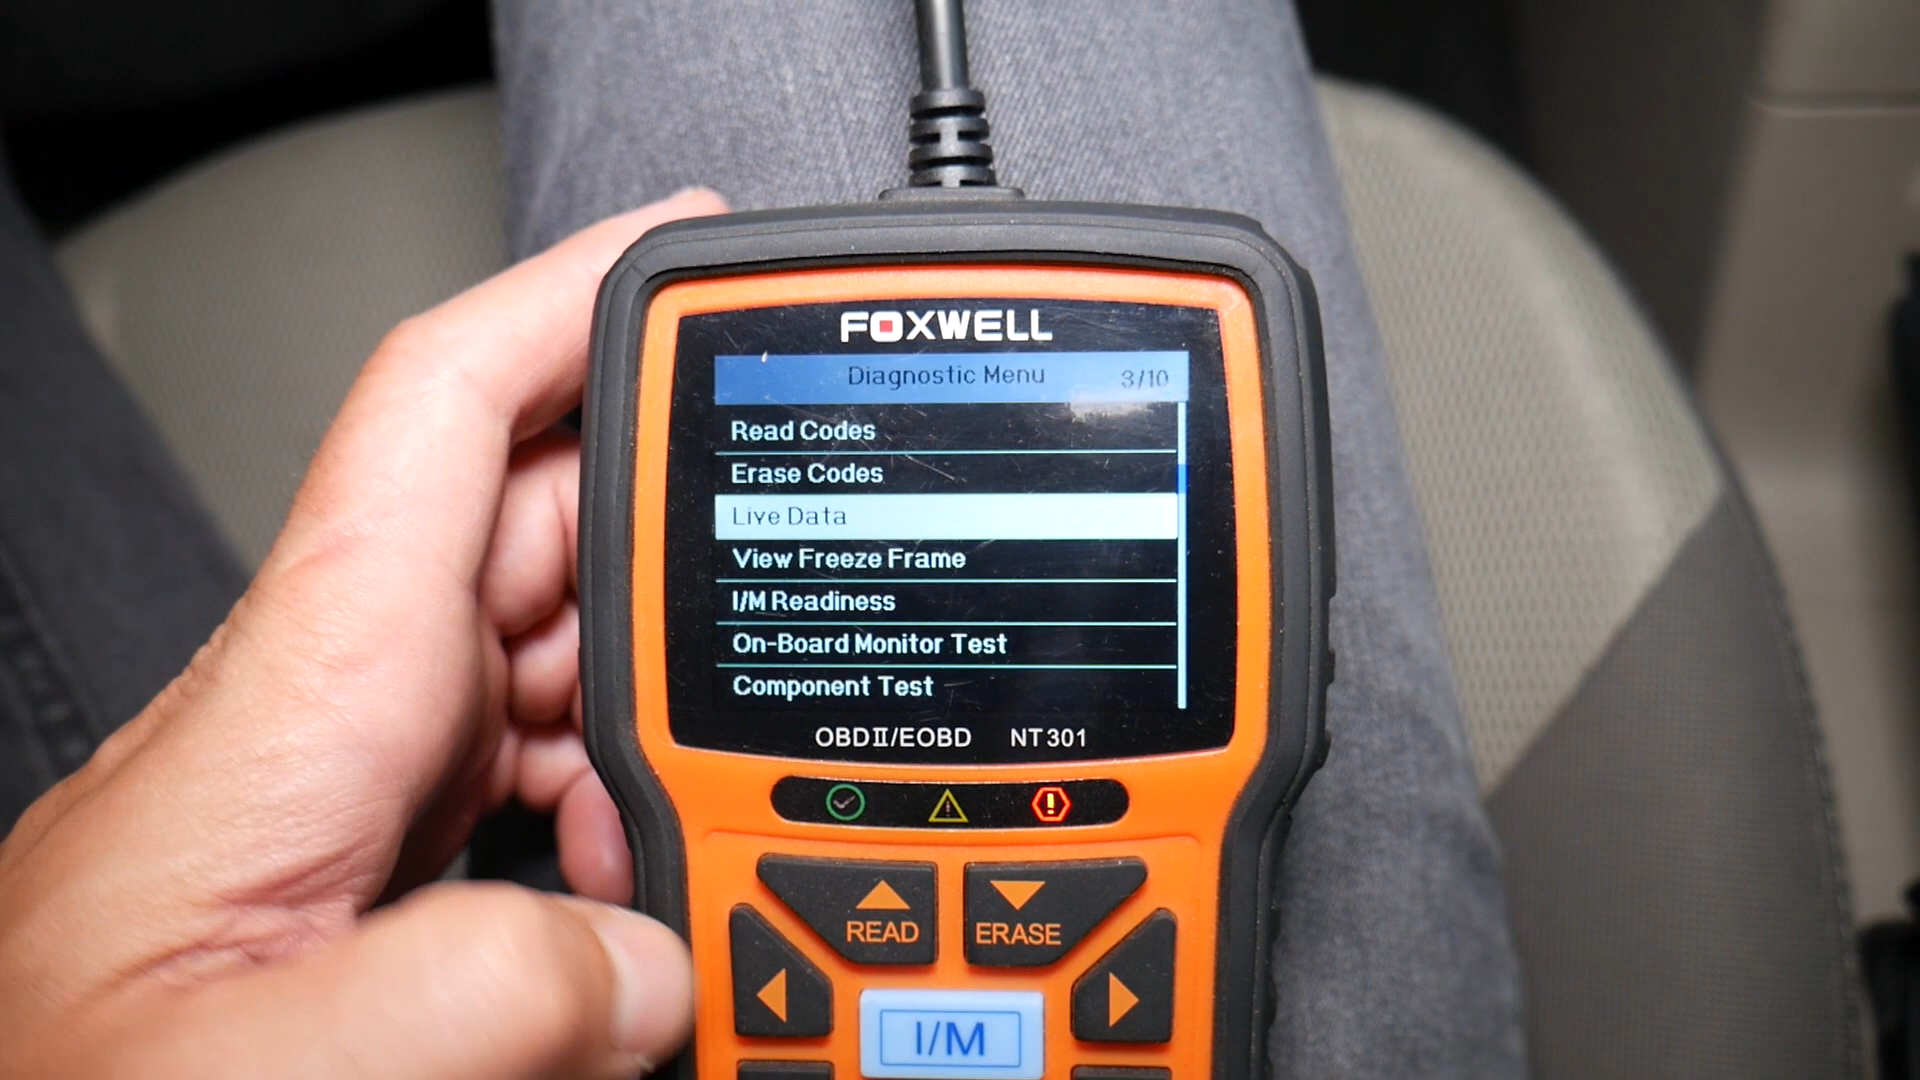 FOXWELL
Diagnostic Menu 3/10
Read Codes
Erase Codes
Live Data
View Freeze Frame
I/M Readiness
On-Board Monitor Test
Component Test
OBDII/EOBD NT301
READ ERASE
I/M